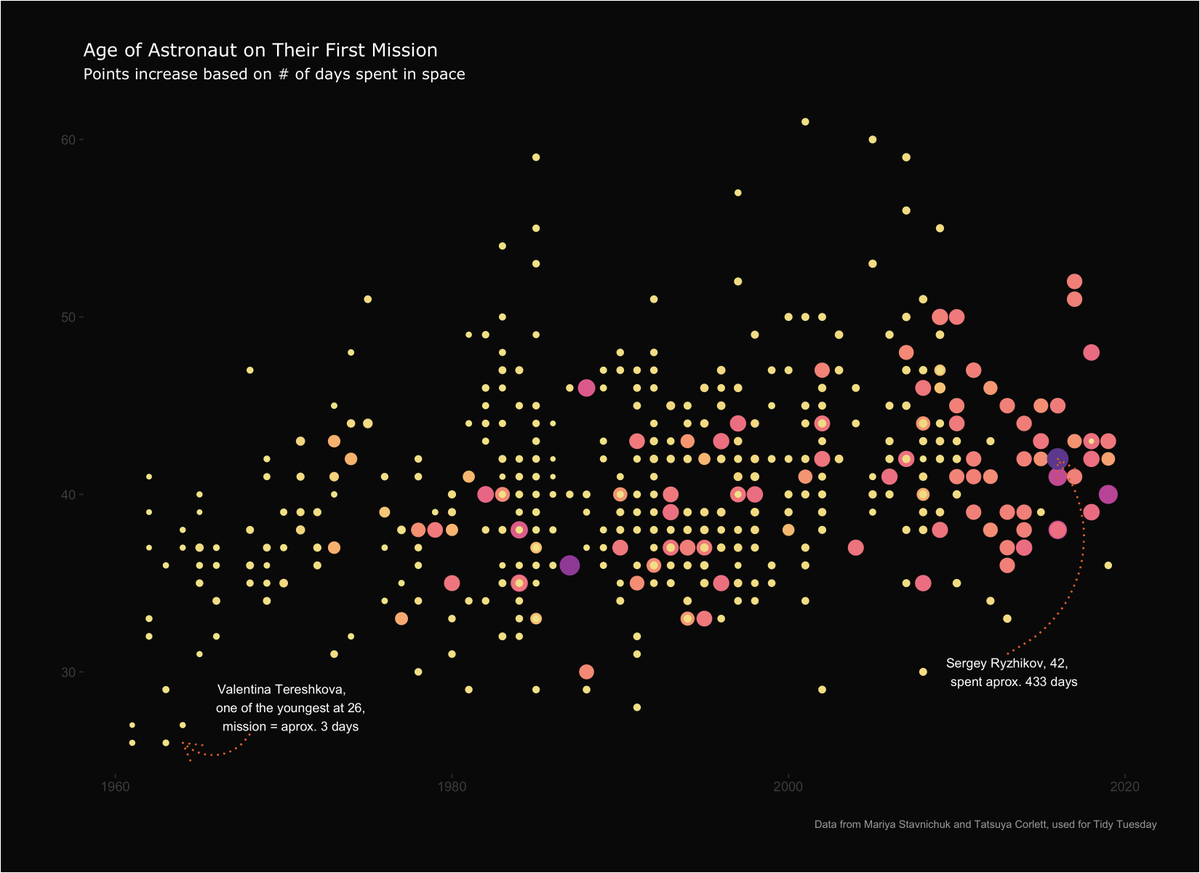 Age of Astronaut on Their First Mission
Points increase based on # of days spent in space
60
50
40
30
Sergey Ryzhikov, 42,
spent aprox. 433 days
Valentina Tereshkova,
one of the youngest at 26,
mission = aprox. 3 days
1960
1980
2000
2020
Data from Mariya Stavnichuk and Tatsuya Corlett, used for Tidy Tuesday